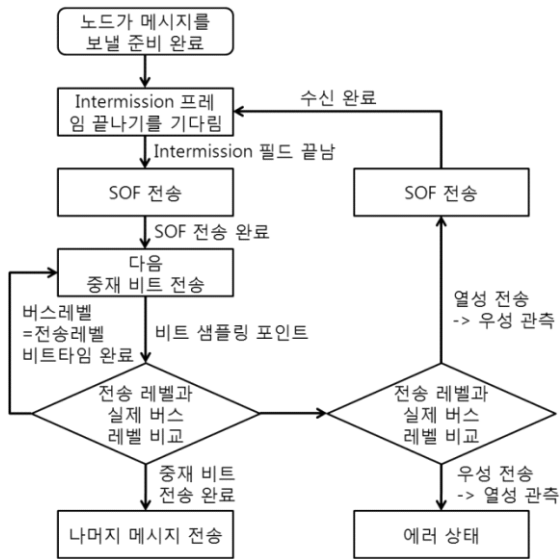 노드가 메시지를
보낼 준비 완료
Intermission 프레
임 끝나기를 기다림
수신 완료
Intermission 필드 끝남
SOF 전송
SOF 전송
SOF 전송 완료
다음
중재 비트 전송
버스레벨
=전송레벨
비트타임 완료
비트 샘플링 포인트
열성 전송
-> 우성 관측
전송 레벨과
실제 버스
레벨 비교
전송 레벨과
실제 버스
레벨 비교
중재 비트
전송 완료
우성 전송
-> 열성 관측
나머지 메시지 전송
에러 상태